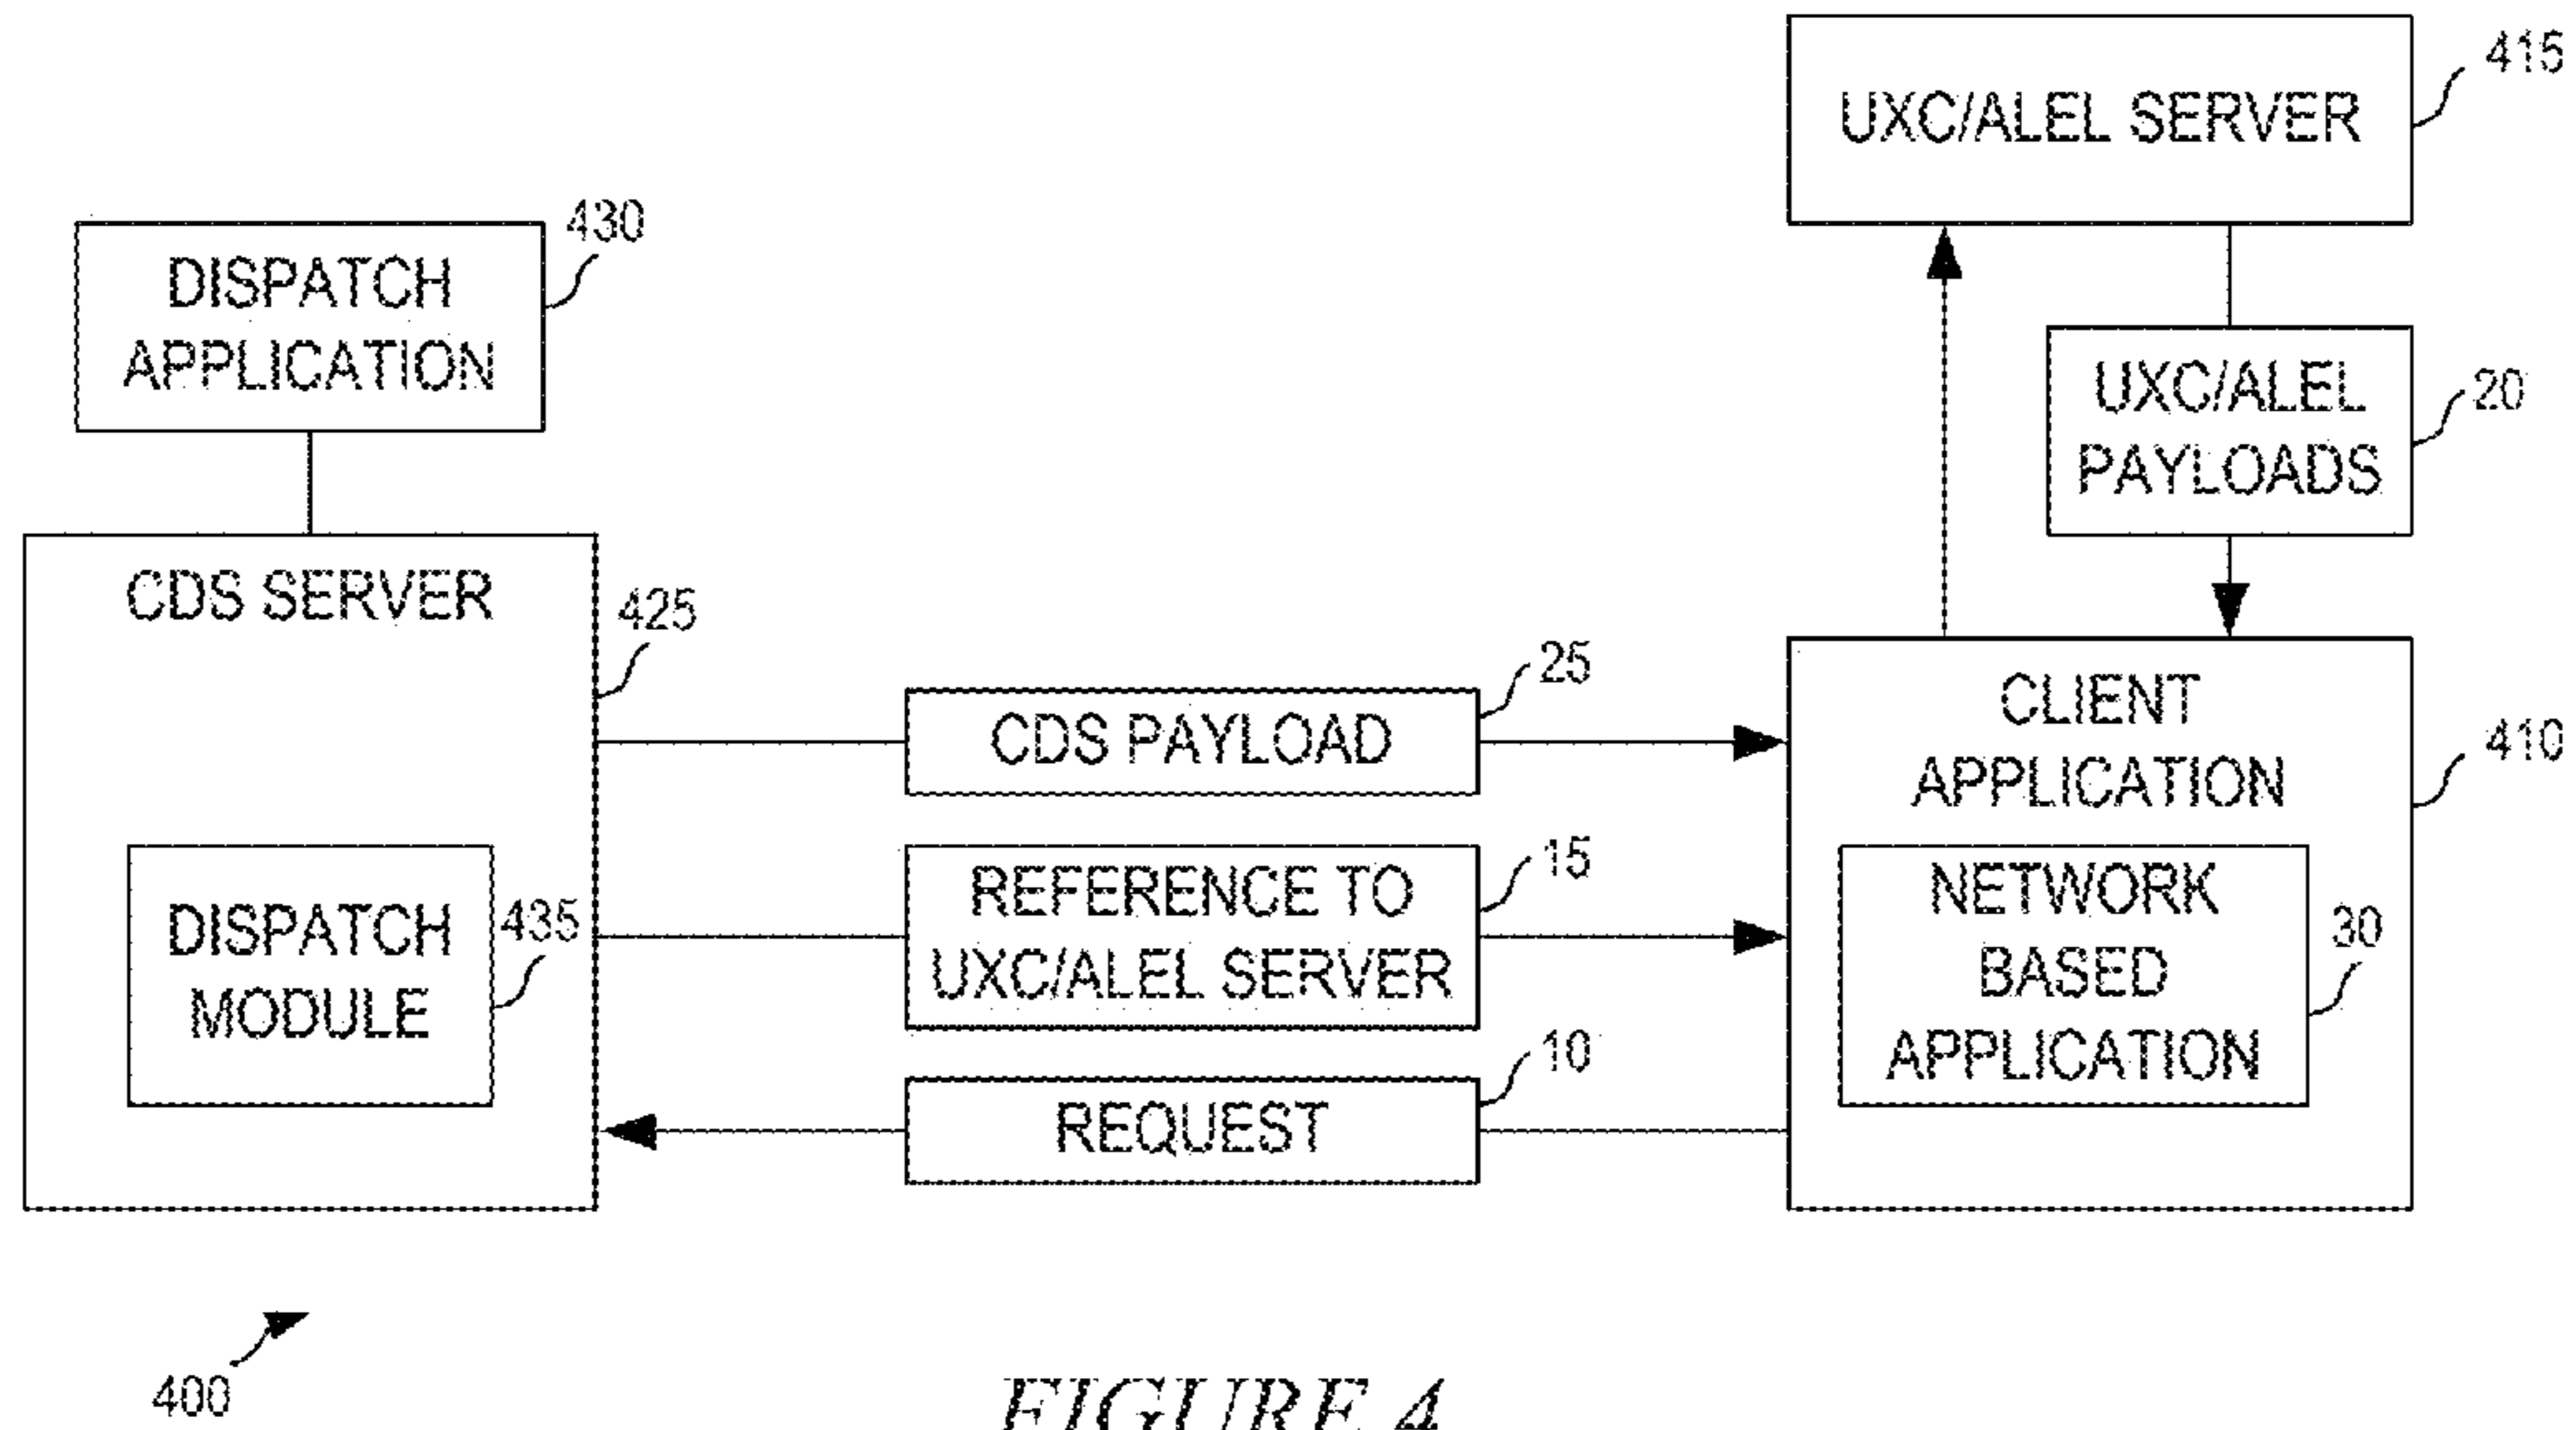 UXC/ALEL SERVER
415
DISPATCH
APPLICATION
430
UXC/ALEL
PAYLOADS
20
CDS SERVER
425
CDS PAYLOAD
25
CLIENT
APPLICATION
410
DISPATCH
MODULE
435
REFERENCE TO
UXC/ALEL SERVER
15
NETWORK
BASED
APPLICATION
30
REQUEST
10
400
FIGURE 4